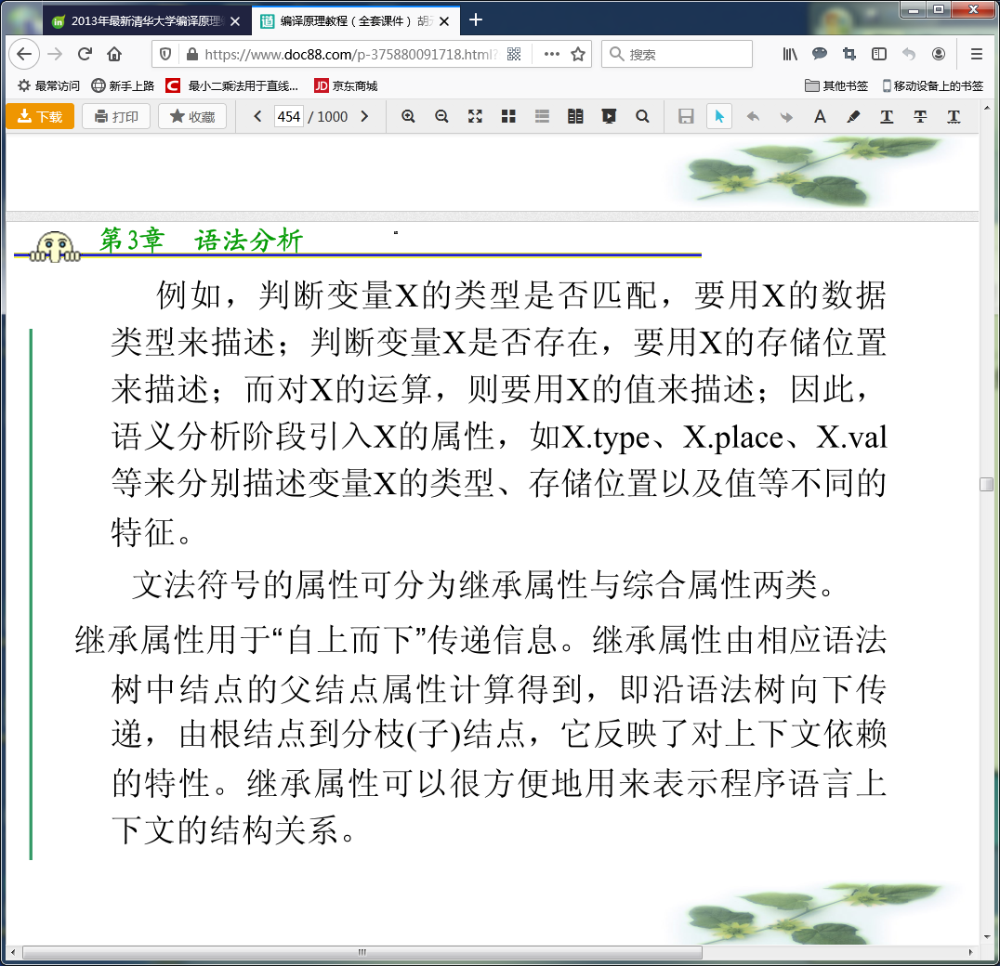 2013年最新清华大学编译原理
编译原理教程（全套课件）胡
https://www.doc88.com/p-375880091718.html?
搜索
最常访问 新手上路 最小二乘法用于直线... JD 京东商城 其他书签 移动设备上的书签
下载 打印 收藏 454 / 1000
第3章 语法分析
例如，判断变量X的类型是否匹配，要用X的数据
类型来描述；判断变量X是否存在，要用X的存储位置
来描述；而对X的运算，则要用X的值来描述；因此，
语义分析阶段引入X的属性，如X.type、X.place、X.val
等来分别描述变量X的类型、存储位置以及值等不同的
特征。
文法符号的属性可分为继承属性与综合属性两类。
继承属性用于“自上而下”传递信息。继承属性由相应语法
树中结点的父结点属性计算得到，即沿语法树向下传
递，由根结点到分枝(子)结点，它反映了对上下文依赖
的特性。继承属性可以很方便地用来表示程序语言上
下文的结构关系。